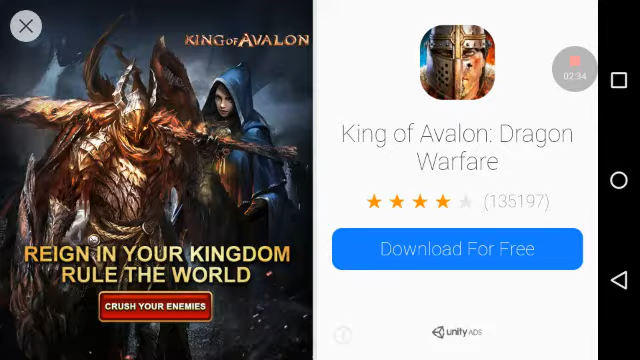 KING OF AVALON
REIGN IN YOUR KINGDOM
RULE THE WORLD
CRUSH YOUR ENEMIES
02:34
King of Avalon: Dragon
Warfare
(135197)
Download For Free
unity ADS